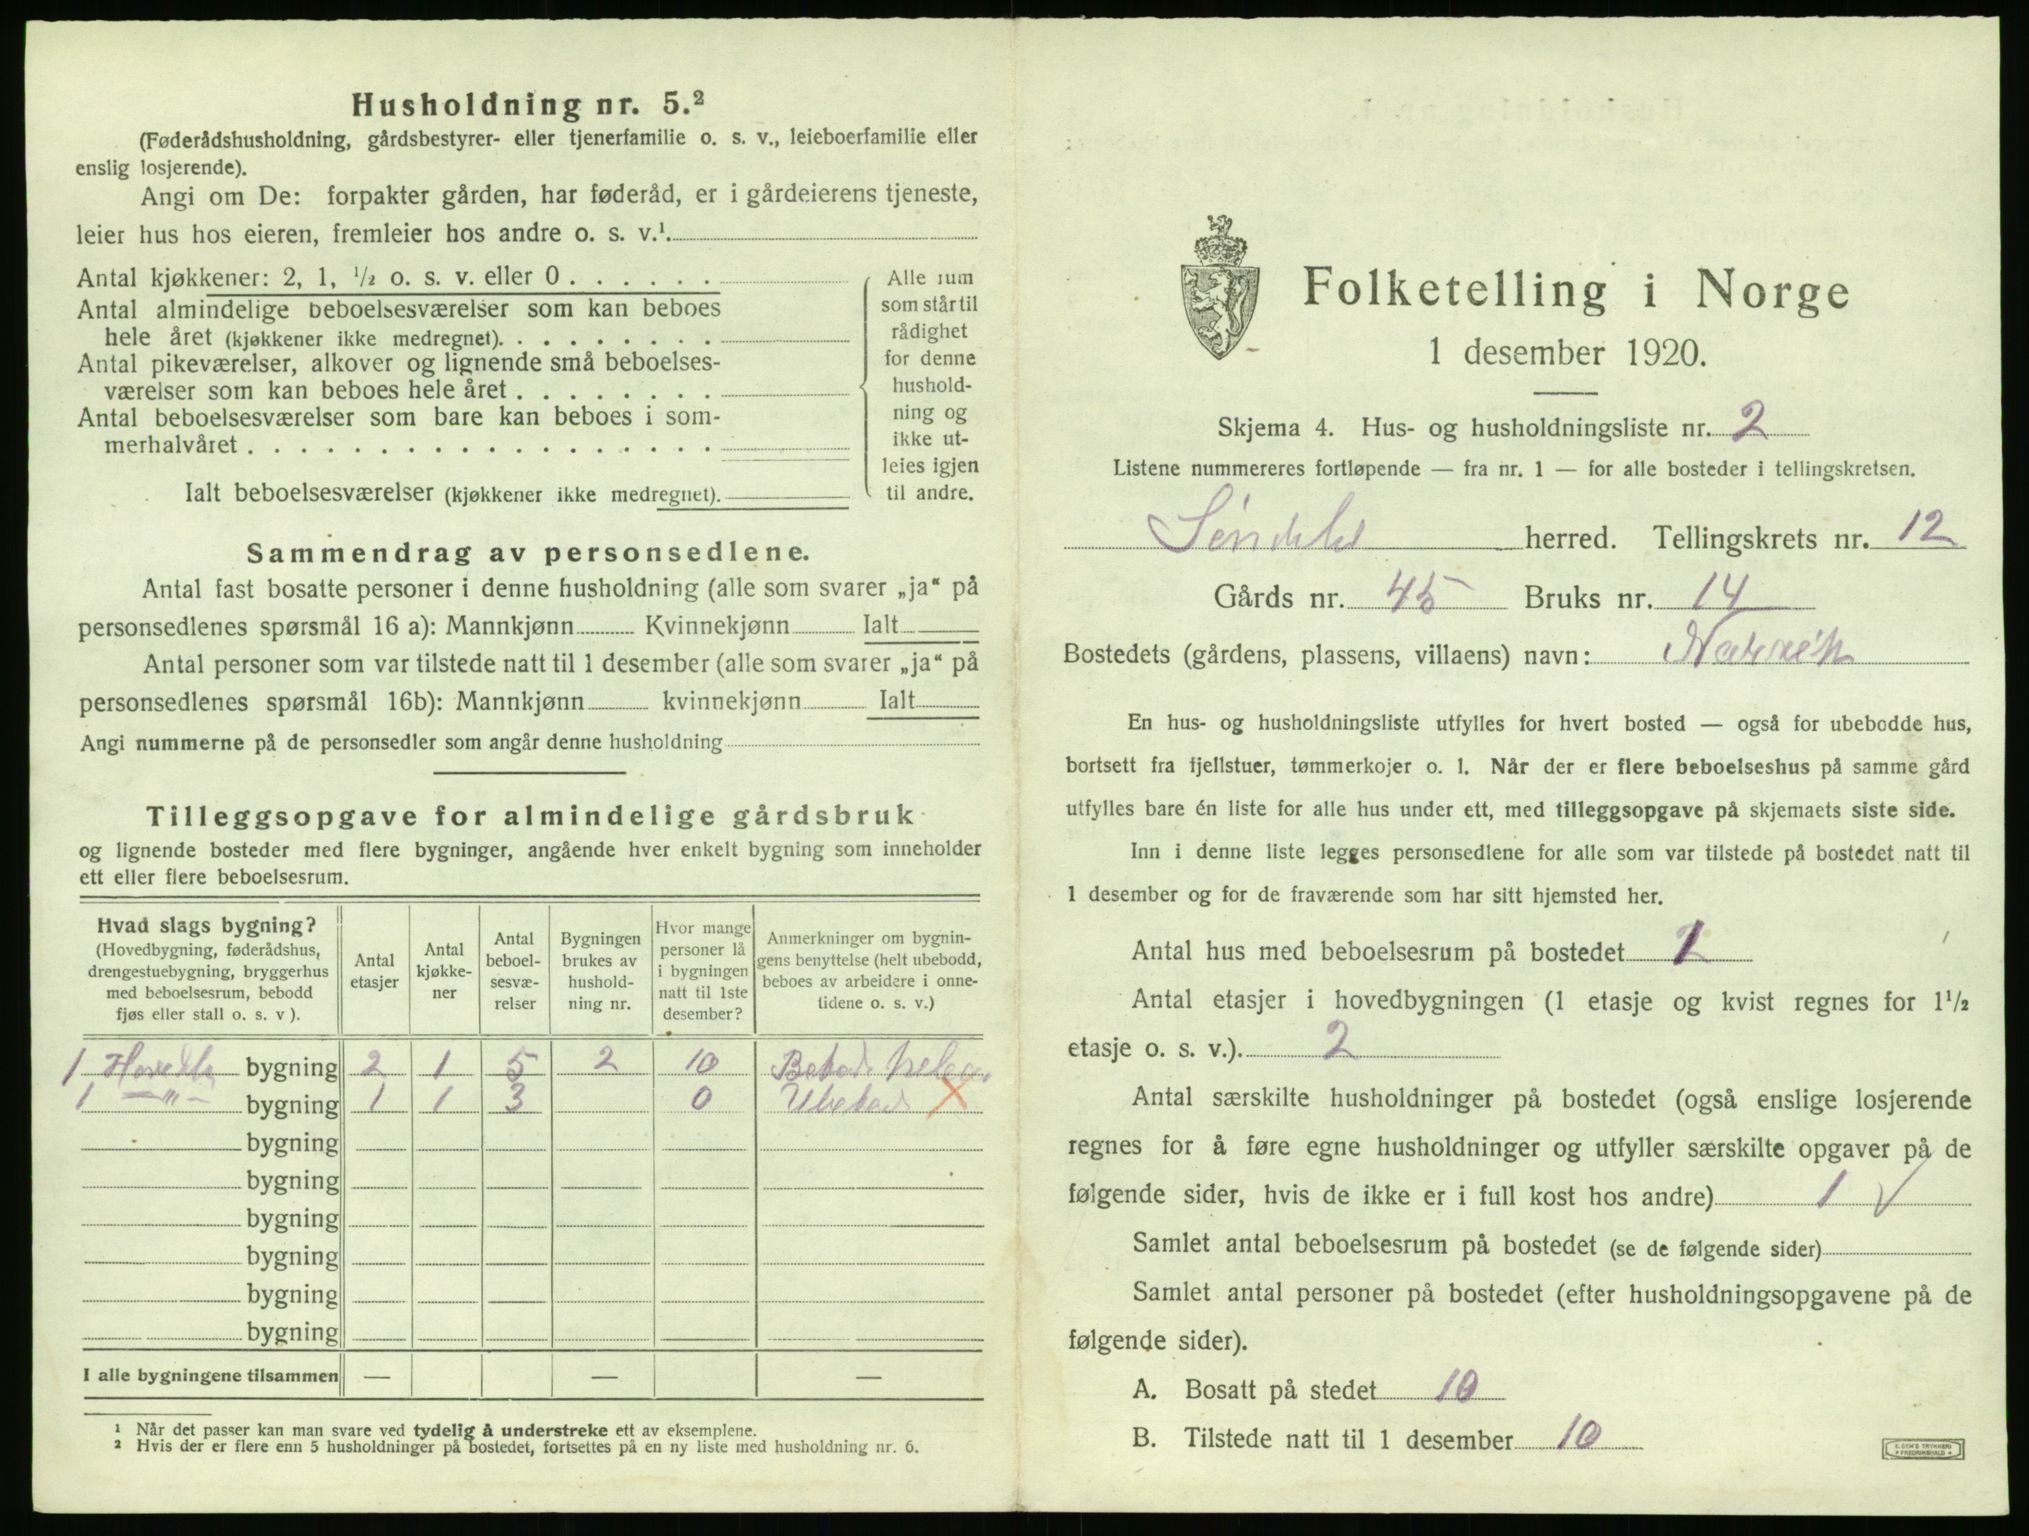 Husholdning nr. 5.²
(Føderådshusholdning, gårdsbestyrer- eller tjenerfamilie o. s. v., leieboerfamilie eller
enslig losjerende).
Angi om De: forpakter gården, har føderåd, er i gårdeierens tjeneste,
leier hus hos eieren, fremleier hos andre o. s. v.¹.
Antal kjøkkener: 2, 1, ½ o. s. v. eller 0 . . . . . .
Antal almindelige beboelsesværelser som kan beboes
hele året (kjøkkener ikke medregnet). . . . . . . . .
Antal pikeværelser, alkover og lignende små beboelses-
værelser som kan beboes hele året . . . . . . . .
Antal beboelsesværelser som bare kan beboes i som-
merhalvåret . . . . . . . . . . . . . . . . . .
Ialt beboelsesværelser (kjøkkener ikke medregnet).
Alle rum
som står til
rådighet
for denne
hushold-
ning og
ikke ut-
leies igjen
til andre.
Sammendrag av personsedlene.
Antal fast bosatte personer i denne husholdning (alle som svarer „ja“ på
personsedlenes spørsmål 16 a): Mannkjønn Kvinnekjønn Ialt
Antal personer som var tilstede natt til 1 desember (alle som svarer „ja“ på
personsedlenes spørsmål 16b): Mannkjønn kvinnekjønn Ialt
Angi nummerne på de personsedler som angår denne husholdning
Tilleggsopgave for almindelige gårdsbruk
og lignende bosteder med flere bygninger, angående hver enkelt bygning som inneholder
ett eller flere beboelsesrum.
Hvad slags bygning?
(Hovedbygning, føderådshus,
drengestuebygning, bryggerhus
med beboelsesrum, bebodd
fjøs eller stall o. s. v ).
Antal
etasjer
Antal
kjøkke-
ner
Antal
beboel-
sesvæ-
relser
Bygningen
brukes av
hushold-
ning nr.
Hvor mange
personer lå
i bygningen
natt til 1ste
desember?
Anmerkninger om bygnin-
gens benyttelse (helt ubebodd,
beboes av arbeidere i onne-
tidene o. s. v.)
1 bygning 2 1 5 2 10
1 —„— bygning 1 1 3 0 X
bygning
bygning
bygning
bygning
bygning
bygning
I alle bygningene tilsammen — — —
¹ Når det passer kan man svare ved tydelig å understreke ett av eksemplene.
² Hvis der er flere enn 5 husholdninger på bostedet, fortsettes på en ny liste med husholdning nr. 6.
Folketelling i Norge
1 desember 1920.
Skjema 4. Hus- og husholdningsliste nr. 2
Listene nummereres fortløpende — fra nr. 1 — for alle bosteder i tellingskretsen.
herred. Tellingskrets nr. 12
Gårds nr. 45 Bruks nr. 14
Bostedets (gårdens, plassens, villaens) navn:
En hus- og husholdningsliste utfylles for hvert bosted — også for ubebodde hus,
bortsett fra fjellstuer, tømmerkojer o. l. Når der er flere beboelseshus på samme gård
utfylles bare én liste for alle hus under ett, med tilleggsopgave på skjemaets siste side.
Inn i denne liste legges personsedlene for alle som var tilstede på bostedet natt til
1 desember og for de fraværende som har sitt hjemsted her.
Antal hus med beboelsesrum på bostedet
Antal etasjer i hovedbygningen (1 etasje og kvist regnes for 1½
etasje o. s. v.). 2
Antal særskilte husholdninger på bostedet (også enslige losjerende
regnes for å føre egne husholdninger og utfyller særskilte opgaver på de
følgende sider, hvis de ikke er i full kost hos andre) 1 √
Samlet antal beboelsesrum på bostedet (se de følgende sider)
Samlet antal personer på bostedet (efter husholdningsopgavene på de
følgende sider).
A. Bosatt på stedet 10
B. Tilstede natt til 1 desember 10